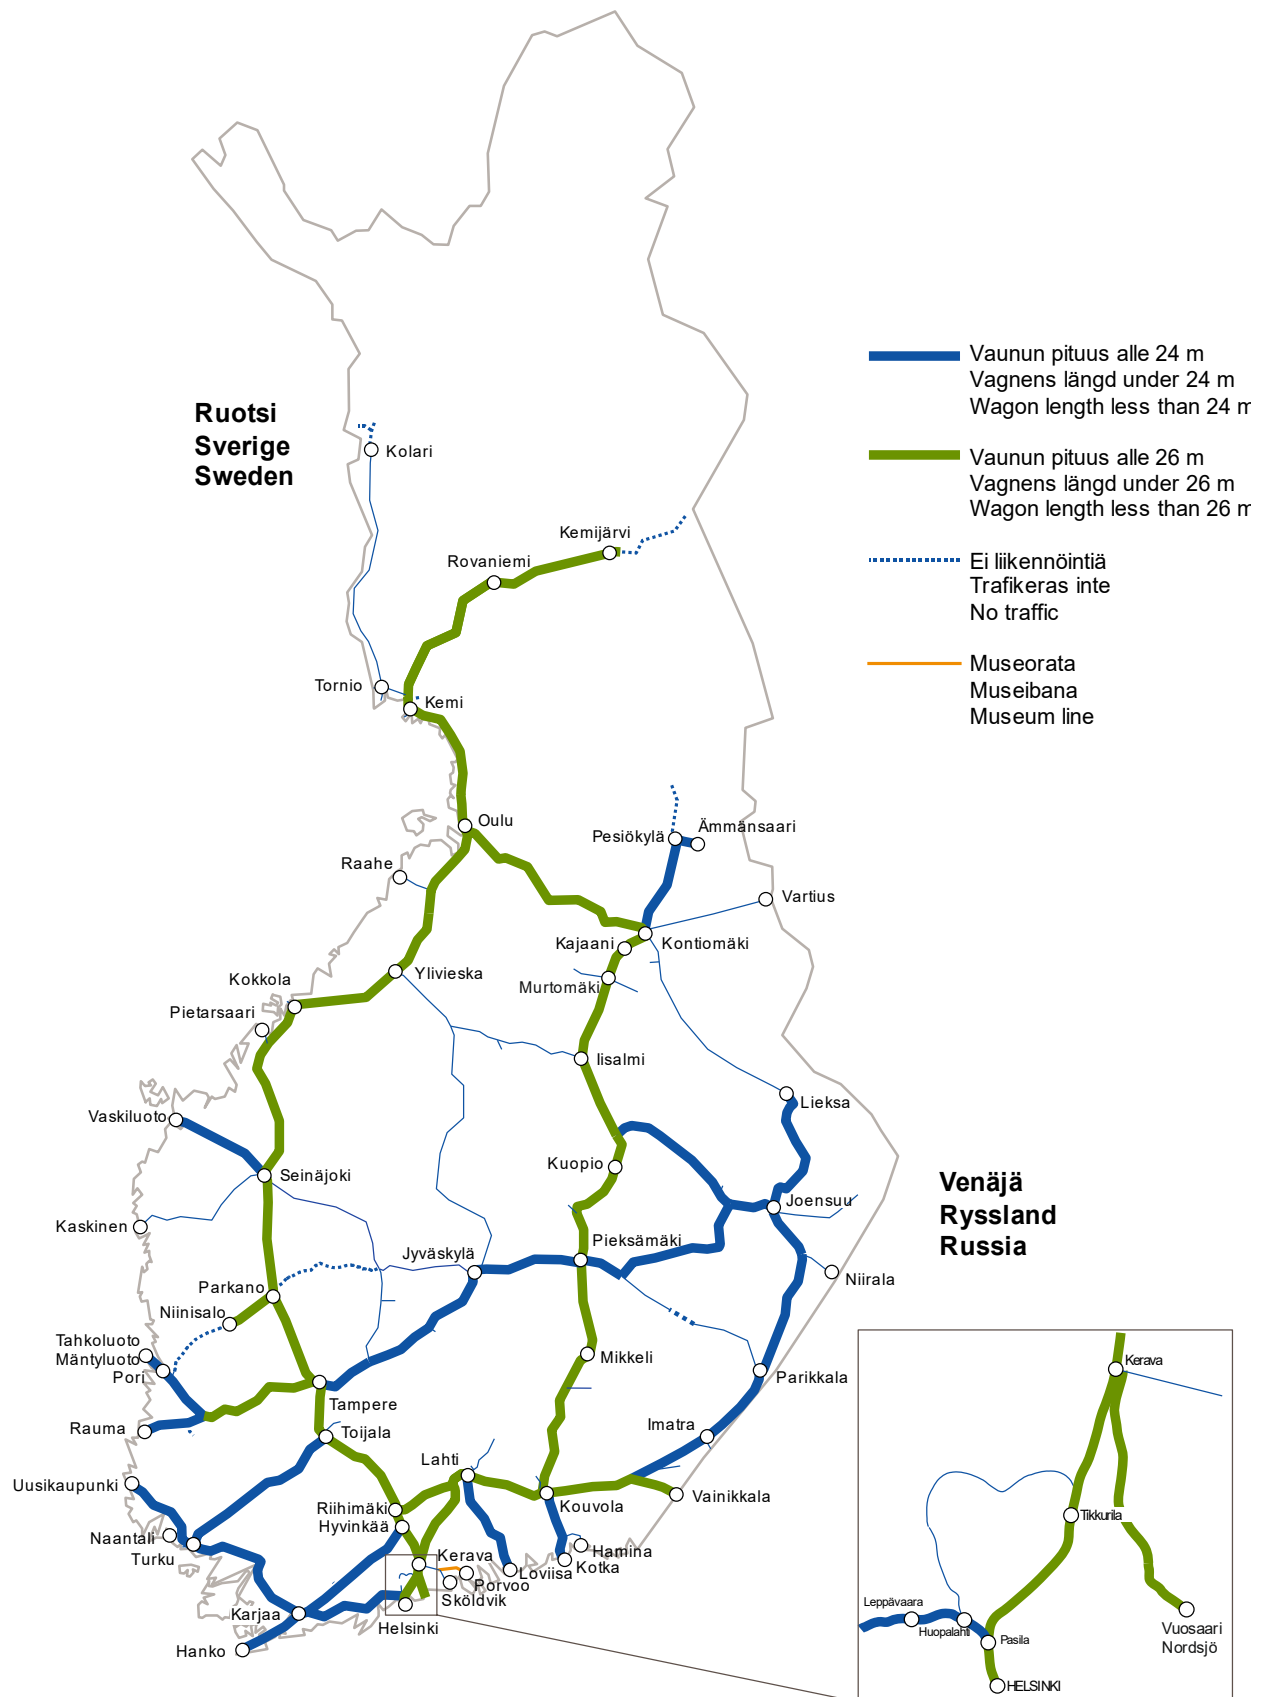 Vaunun pituus alle 24 m
Vagnens längd under 24 m
Wagon length less than 24 m
Ruotsi
Sverige
Sweden
Kolari
Vaunun pituus alle 26 m
Vagnens längd under 26 m
Wagon length less than 26 m
Kemijärvi
Rovaniemi
Ei liikennöintiä
Trafikeras inte
No traffic
Museorata
Museibana
Museum line
Tornio
Kemi
Oulu
Pesiökylä
Ämmänsaari
Raahe
Vartius
Kajaani
Kontiomäki
Ylivieska
Kokkola
Murtomäki
Pietarsaari
Iisalmi
Lieksa
Vaskiluoto
Kuopio
Seinäjoki
Joensuu
Venäjä
Ryssland
Russia
Kaskinen
Pieksämäki
Jyväskylä
Niirala
Parkano
Niinisalo
Tahkoluoto
Mäntyluoto
Pori
Mikkeli
Parikkala
Kerava
Tampere
Rauma
Toijala
Imatra
Lahti
Uusikaupunki
Vainikkala
Kouvola
Riihimäki
Hyvinkää
Tikkurila
Naantali
Turku
Hamina
Kotka
Kerava
Loviisa
Porvoo
Sköldvik
Leppävaara
Huopalahti
Karjaa
Helsinki
Vuosaari
Nordsjö
Pasila
Hanko
HELSINKI